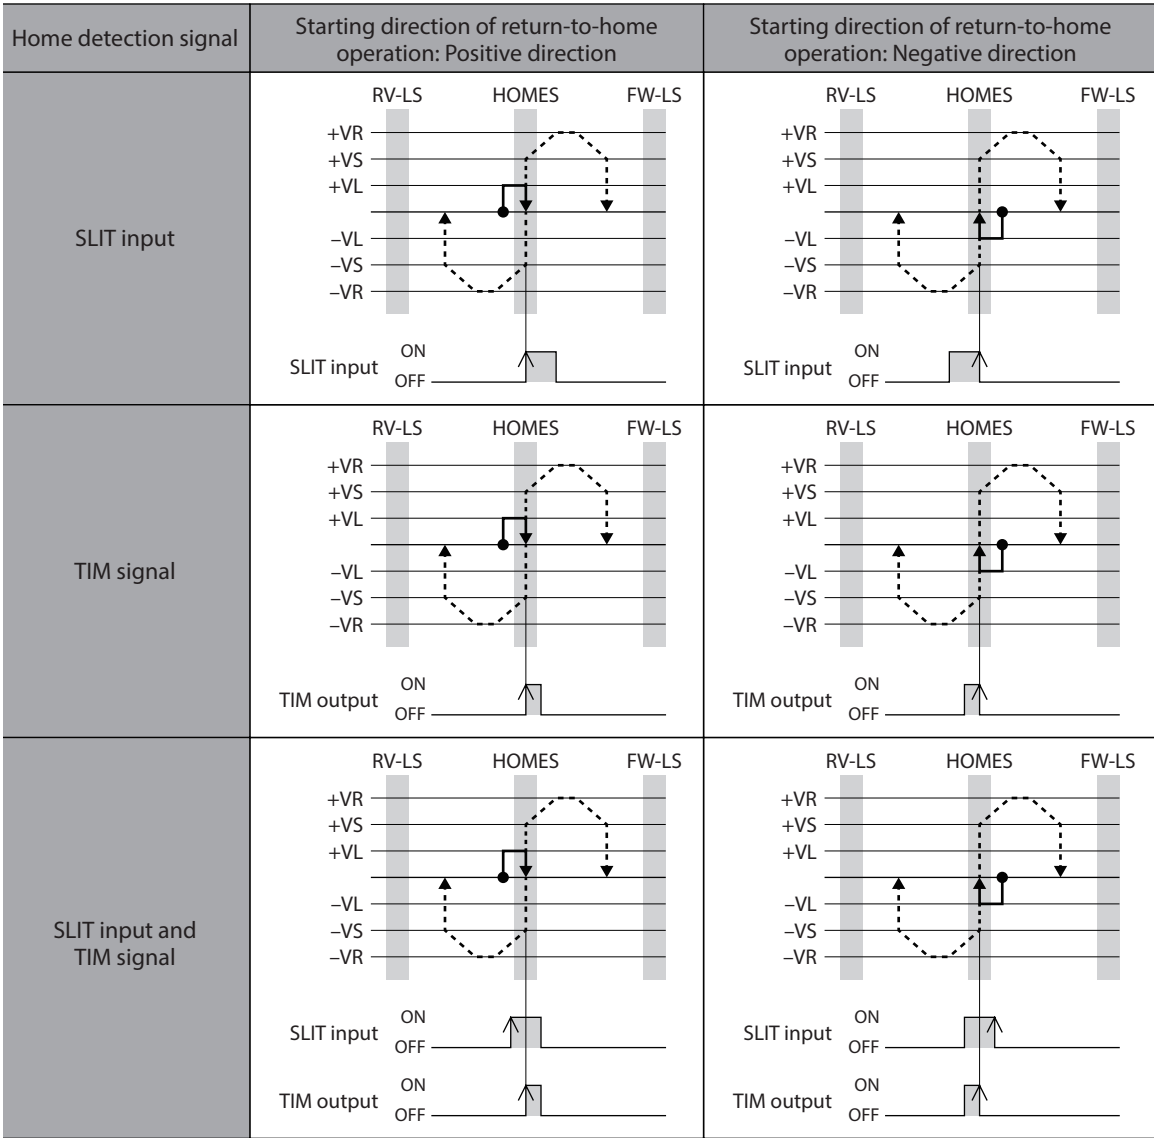 Home detection signal
Starting direction of return-to-home
operation: Positive direction
Starting direction of return-to-home
operation: Negative direction
SLIT input
RV-LS HOMES FW-LS
+VR
+VS
+VL
–VL
–VS
–VR
SLIT input
ON
OFF
RV-LS HOMES FW-LS
+VR
+VS
+VL
–VL
–VS
–VR
SLIT input
ON
OFF
TIM signal
RV-LS HOMES FW-LS
+VR
+VS
+VL
–VL
–VS
–VR
TIM output
ON
OFF
RV-LS HOMES FW-LS
+VR
+VS
+VL
–VL
–VS
–VR
TIM output
ON
OFF
SLIT input and
TIM signal
RV-LS HOMES FW-LS
+VR
+VS
+VL
–VL
–VS
–VR
SLIT input
ON
OFF
TIM output
ON
OFF
RV-LS HOMES FW-LS
+VR
+VS
+VL
–VL
–VS
–VR
SLIT input
ON
OFF
TIM output
ON
OFF